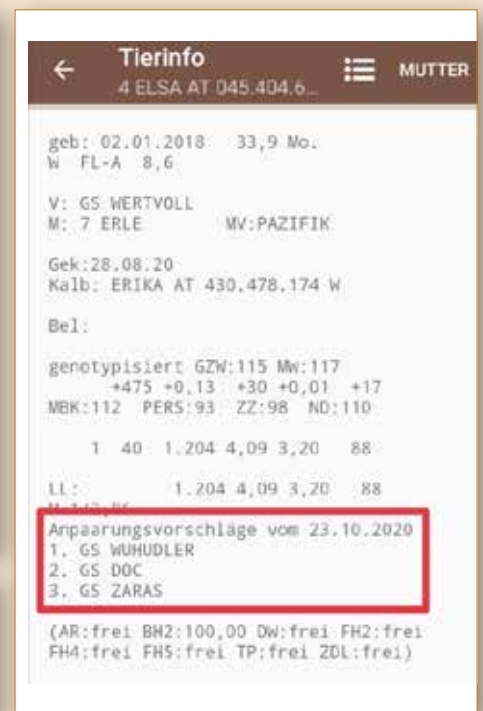 Tierinfo
4 ELSA AT 045.404.6...
MUTTER
geb: 02.01.2018 33,9 Mo.
W FL-A 8,6
V: GS WERTVOLL
M: 7 ERLE MV:PAZIFIK
Gek:28.08.20
Kalb: ERIKA AT 430.478.174 W
Bel:
genotypisiert GZW:115 MW:117
+475 +0,13 +30 +0,01 +17
MBK:112 PERS:93 ZZ:98 ND:110
1 40 1.204 4,09 3,20 88
LL: 1.204 4,09 3,20 88
Anpaarungsvorschläge vom 23.10.2020
1. GS WUHUDLER
2. GS DOC
3. GS ZARAS
(AR:frei BH2:100,00 DW:frei FH2:frei
FH4:frei FH5:frei TP:frei ZDL:frei)